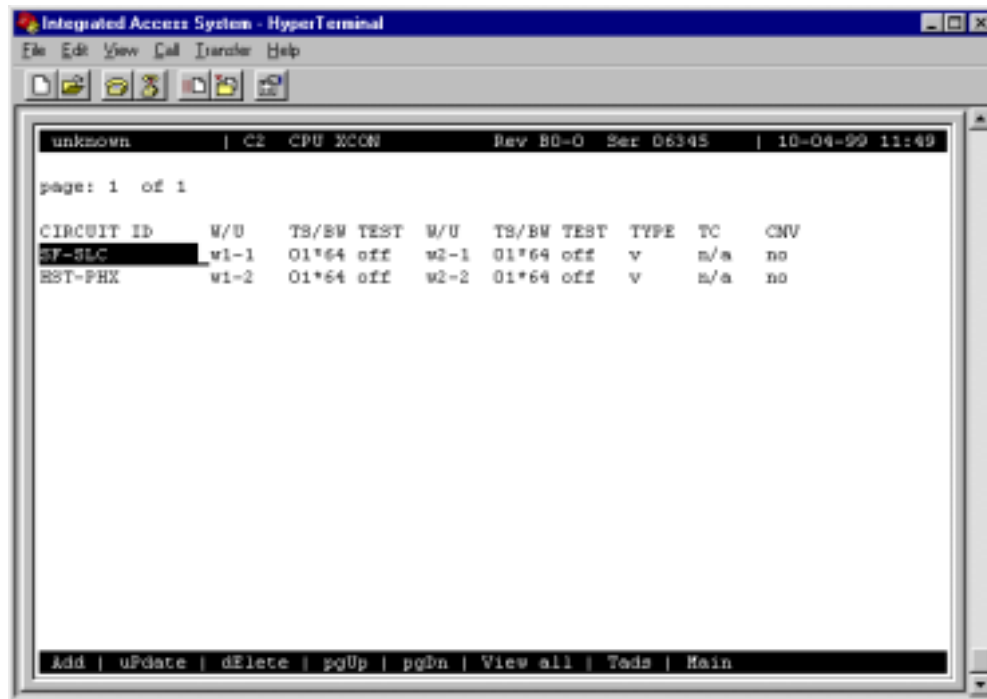 Integrated Access System - HyperTerminal
File Edit View Call Transfer Help
unknown | C2 CPU XCON Rev B0-0 Ser 06345 | 10-04-99 11:49
page: 1 of 1
CIRCUIT ID W/U TS/BW TEST W/U TS/BW TEST TYPE TC CNV
SF-SLC w1-1 01*64 off w2-1 01*64 off v n/a no
HST-PHX w1-2 01*64 off w2-2 01*64 off v n/a no
Add | uPdate | dElete | pgUp | pgDn | View all | Tads | Main